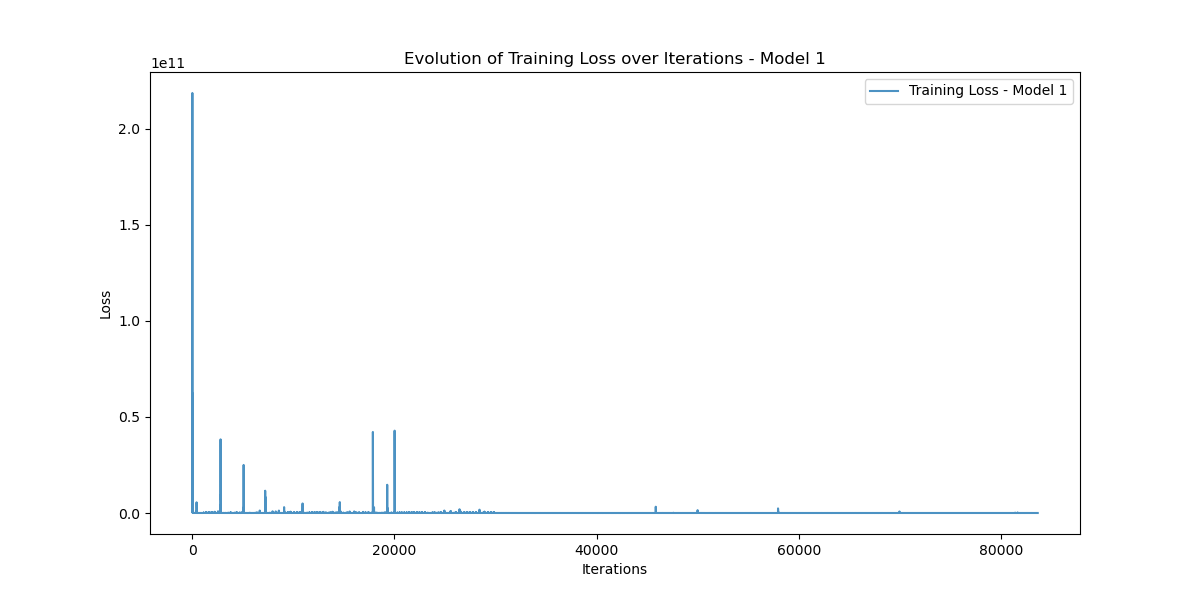 Evolution of Training Loss over Iterations - Model 1
1e11
Training Loss - Model 1
2.0
1.5
1.0
0.5
0.0
Loss
0 20000 40000 60000 80000
Iterations